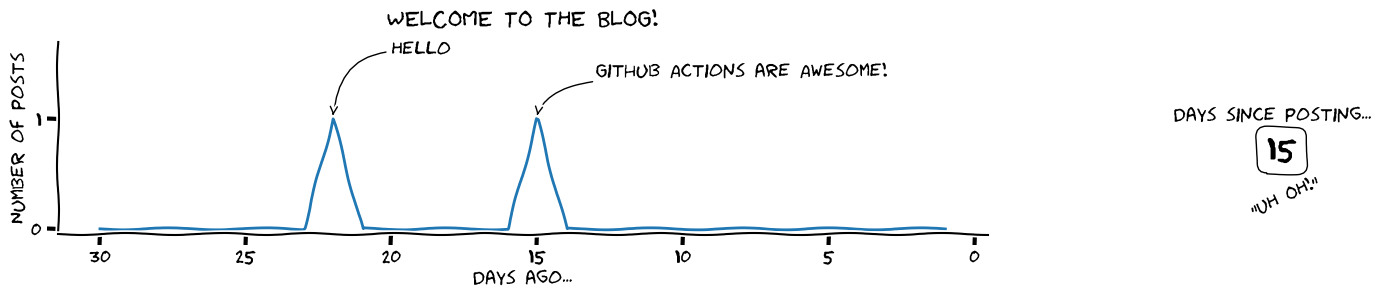 WELCOME TO THE BLOG!
HELLO
GITHUB ACTIONS ARE AWESOME!
NUMBER OF POSTS
1
0
30 25 20 15 10 5 0
DAYS AGO...
DAYS SINCE POSTING...
15
"UH OH!"